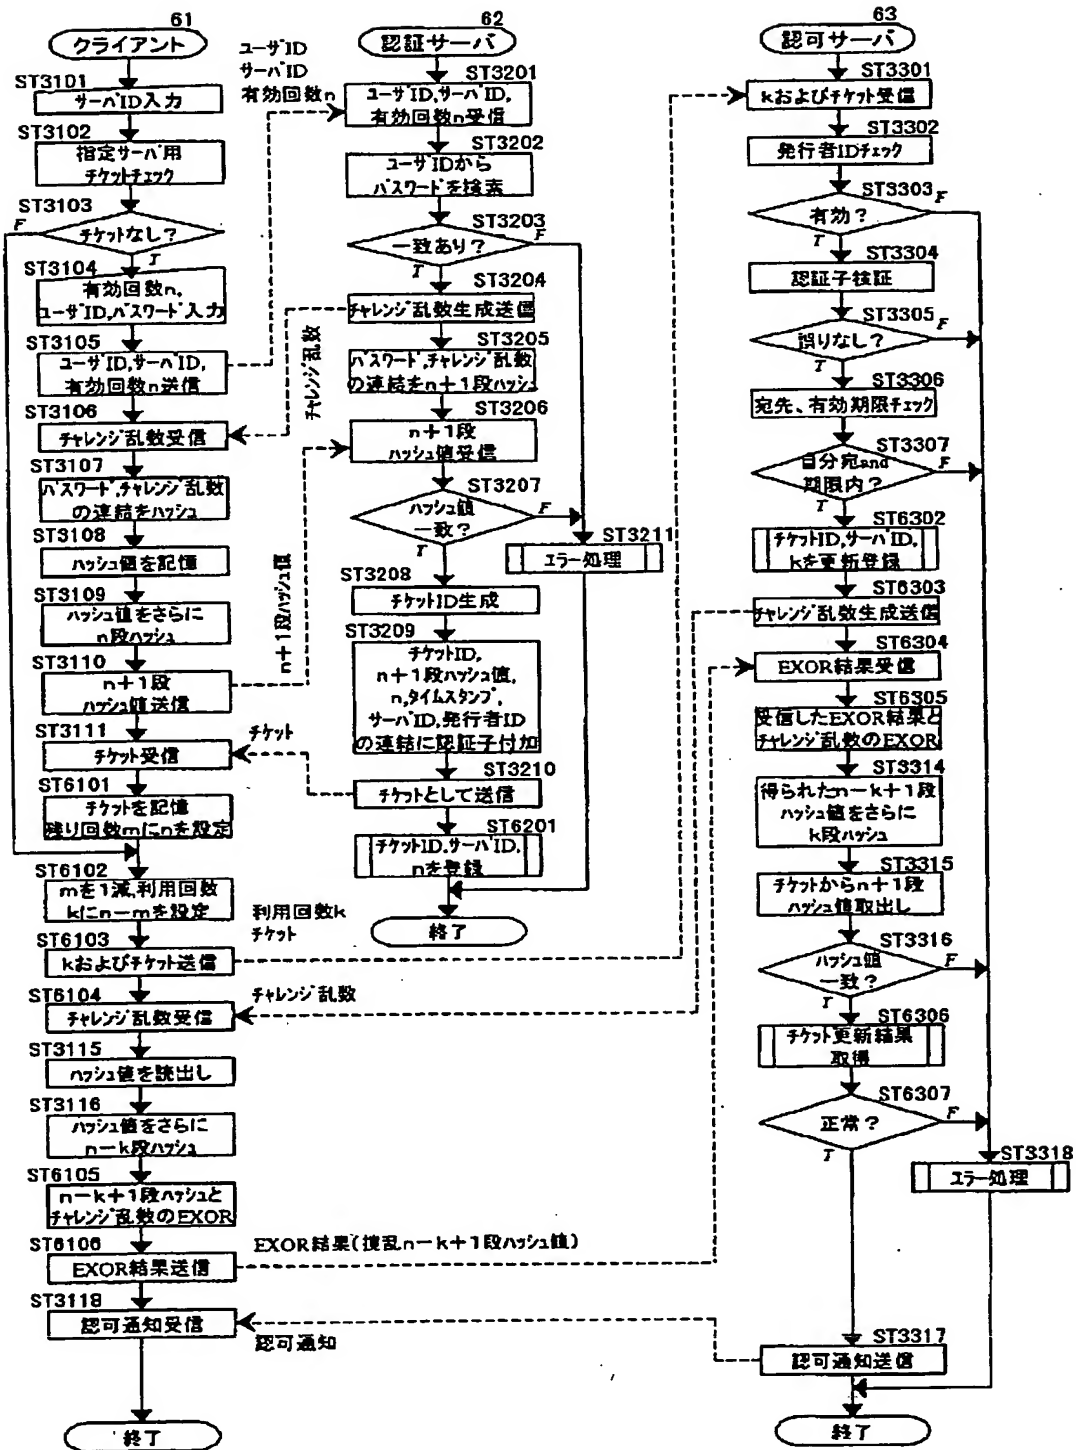 61
クライアント
ST3101
サーバID入力
ST3102
指定サーバ用
チケットチェック
ST3103
F
チケットなし？
T
ST3104
有効回数n,
ユーザID,パスワード入力
ST3105
ユーザID,サーバID,
有効回数n送信
ST3106
チャレンジ乱数受信
ST3107
パスワード,チャレンジ乱数
の連結をハッシュ
ST3108
ハッシュ値を記憶
ST3109
ハッシュ値をさらに
n段ハッシュ
ST3110
n＋1段
ハッシュ値送信
ST3111
チケット受信
ST6101
チケットを記憶
残り回数mにnを設定
ST6102
mを1減,利用回数
kにn－mを設定
ST6103
kおよびチケット送信
ST6104
チャレンジ乱数受信
ST3115
ハッシュ値を読出し
ST3116
ハッシュ値をさらに
n－k段ハッシュ
ST6105
n－k＋1段ハッシュと
チャレンジ乱数のEXOR
ST6106
EXOR結果送信
ST3118
認可通知受信
終了
ユーザID
サーバID
有効回数n
チャレンジ乱数
n＋1段ハッシュ値
チケット
利用回数k
チケット
チャレンジ乱数
EXOR結果(撹乱n－k＋1段ハッシュ値)
認可通知
62
認証サーバ
ST3201
ユーザID,サーバID,
有効回数n受信
ST3202
ユーザIDから
パスワードを検索
ST3203
一致あり？
F
T
ST3204
チャレンジ乱数生成送信
ST3205
パスワード,チャレンジ乱数
の連結をn＋1段ハッシュ
ST3206
n＋1段
ハッシュ値受信
ST3207
ハッシュ値
一致？
F
T
ST3211
エラー処理
ST3208
チケットID生成
ST3209
チケットID,
n＋1段ハッシュ値,
n,タイムスタンプ,
サーバID,発行者ID
の連結に認証子付加
ST3210
チケットとして送信
ST6201
チケットID,サーバID,
nを登録
終了
63
認可サーバ
ST3301
kおよびチケット受信
ST3302
発行者IDチェック
ST3303
有効？
F
T
ST3304
認証子検証
ST3305
誤りなし？
F
T
ST3306
宛先、有効期限チェック
ST3307
自分宛and
期限内？
F
T
ST6302
チケットID,サーバID,
kを更新登録
ST6303
チャレンジ乱数生成送信
ST6304
EXOR結果受信
ST6305
受信したEXOR結果と
チャレンジ乱数のEXOR
ST3314
得られたn－k＋1段
ハッシュ値をさらに
k段ハッシュ
ST3315
チケットからn＋1段
ハッシュ値取出し
ST3316
ハッシュ値
一致？
F
T
ST6306
チケット更新結果
取得
ST6307
正常？
F
T
ST3318
エラー処理
ST3317
認可通知送信
終了